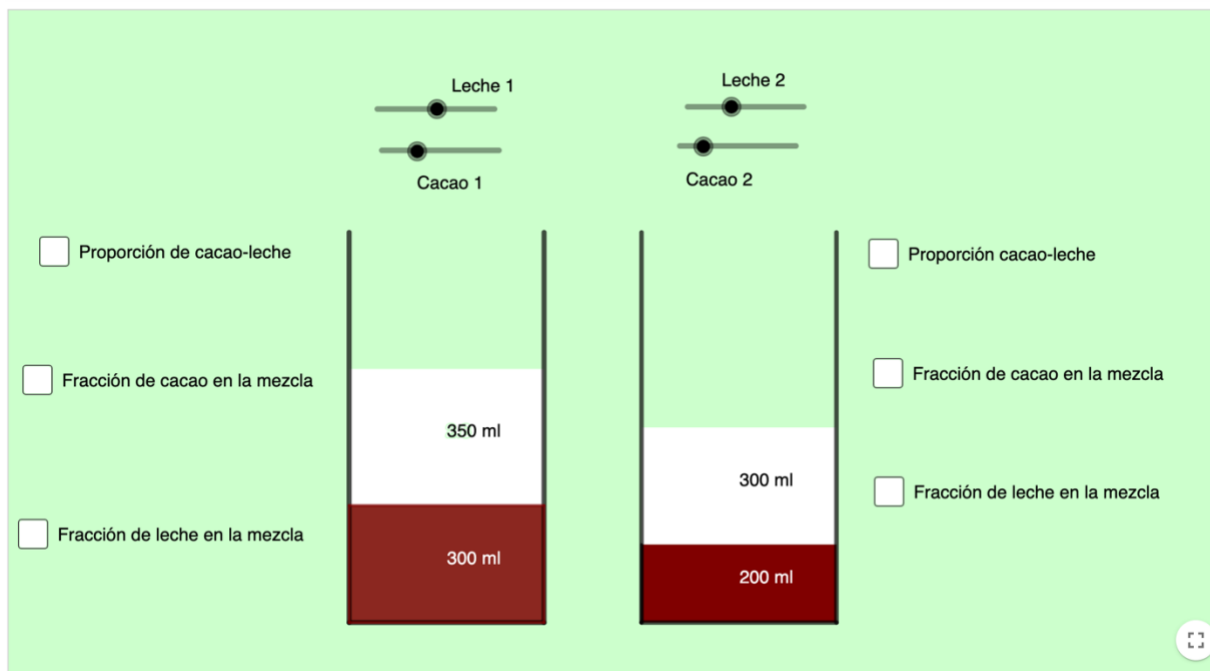 Leche 1
Leche 2
Cacao 1
Cacao 2
Proporción de cacao-leche
Proporción cacao-leche
Fracción de cacao en la mezcla
Fracción de cacao en la mezcla
350 ml
300 ml
Fracción de leche en la mezcla
Fracción de leche en la mezcla
300 ml
200 ml